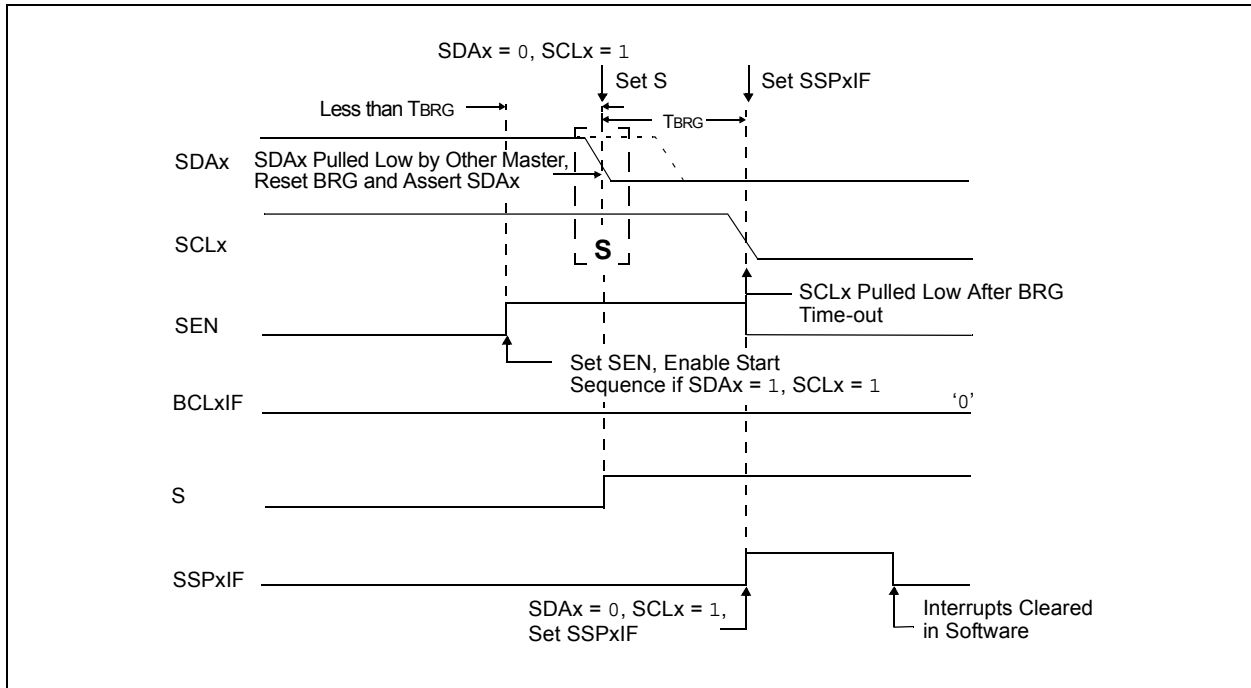 SDAx = 0, SCLx = 1
Set S
Set SSPxIF
Less than TBRG
TBRG
SDAx
SDAx Pulled Low by Other Master,
Reset BRG and Assert SDAx
SCLx
S
SCLx Pulled Low After BRG
Time-out
SEN
Set SEN, Enable Start
Sequence if SDAx = 1, SCLx = 1
BCLxIF
‘0’
S
SSPxIF
SDAx = 0, SCLx = 1,
Set SSPxIF
Interrupts Cleared
in Software